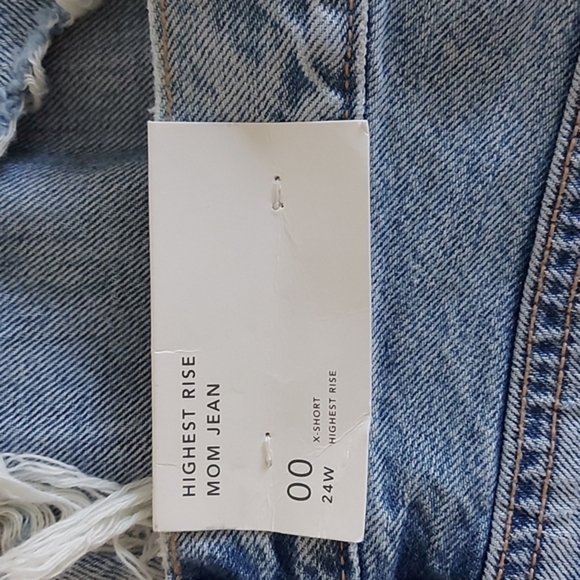 HIGHEST RISE
MOM JEAN
00
24W
X-SHORT
HIGHEST RISE